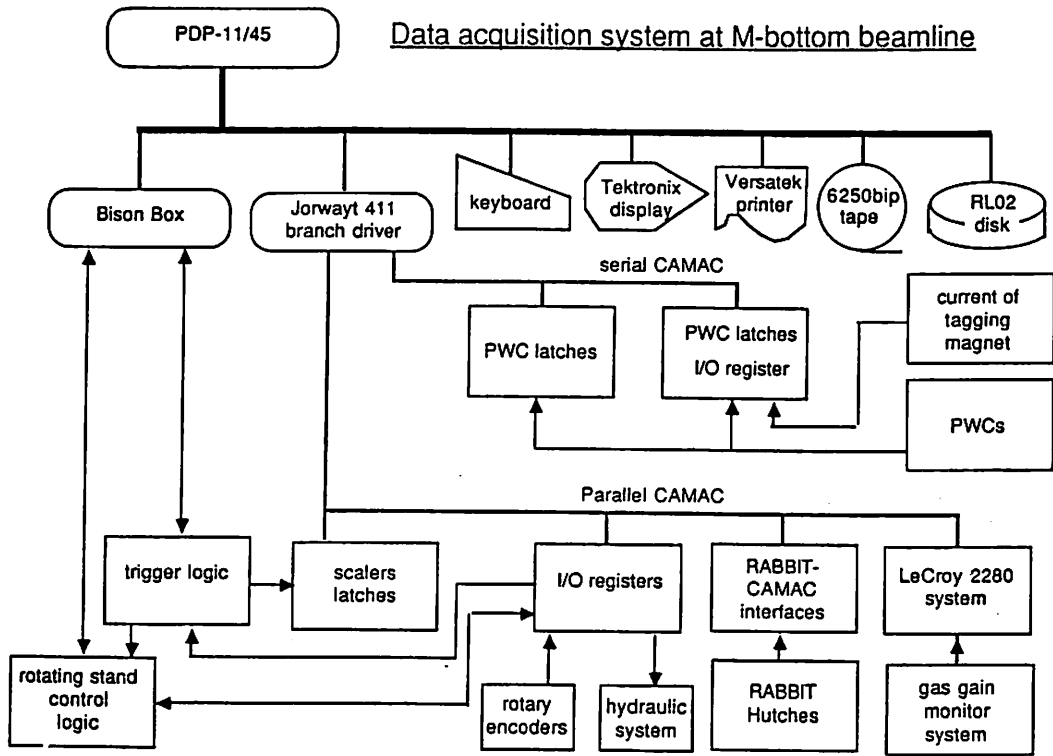 PDP-11/45
Data acquisition system at M-bottom beamline
Bison Box
Jorwayt 411
branch driver
keyboard
Tektronix
display
Versatek
printer
6250bip
tape
RL02
disk
serial CAMAC
PWC latches
PWC latches
I/O register
current of
tagging
magnet
PWCs
Parallel CAMAC
trigger logic
scalers
latches
I/O registers
RABBIT-
CAMAC
interfaces
LeCroy 2280
system
rotating stand
control
logic
rotary
encoders
hydraulic
system
RABBIT
Hutches
gas gain
monitor
system